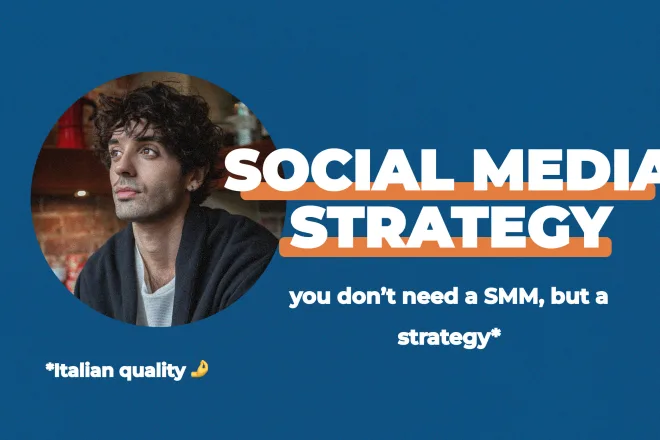 SOCIAL MEDIA
STRATEGY
you don’t need a SMM, but a
strategy*
*Italian quality 🤌